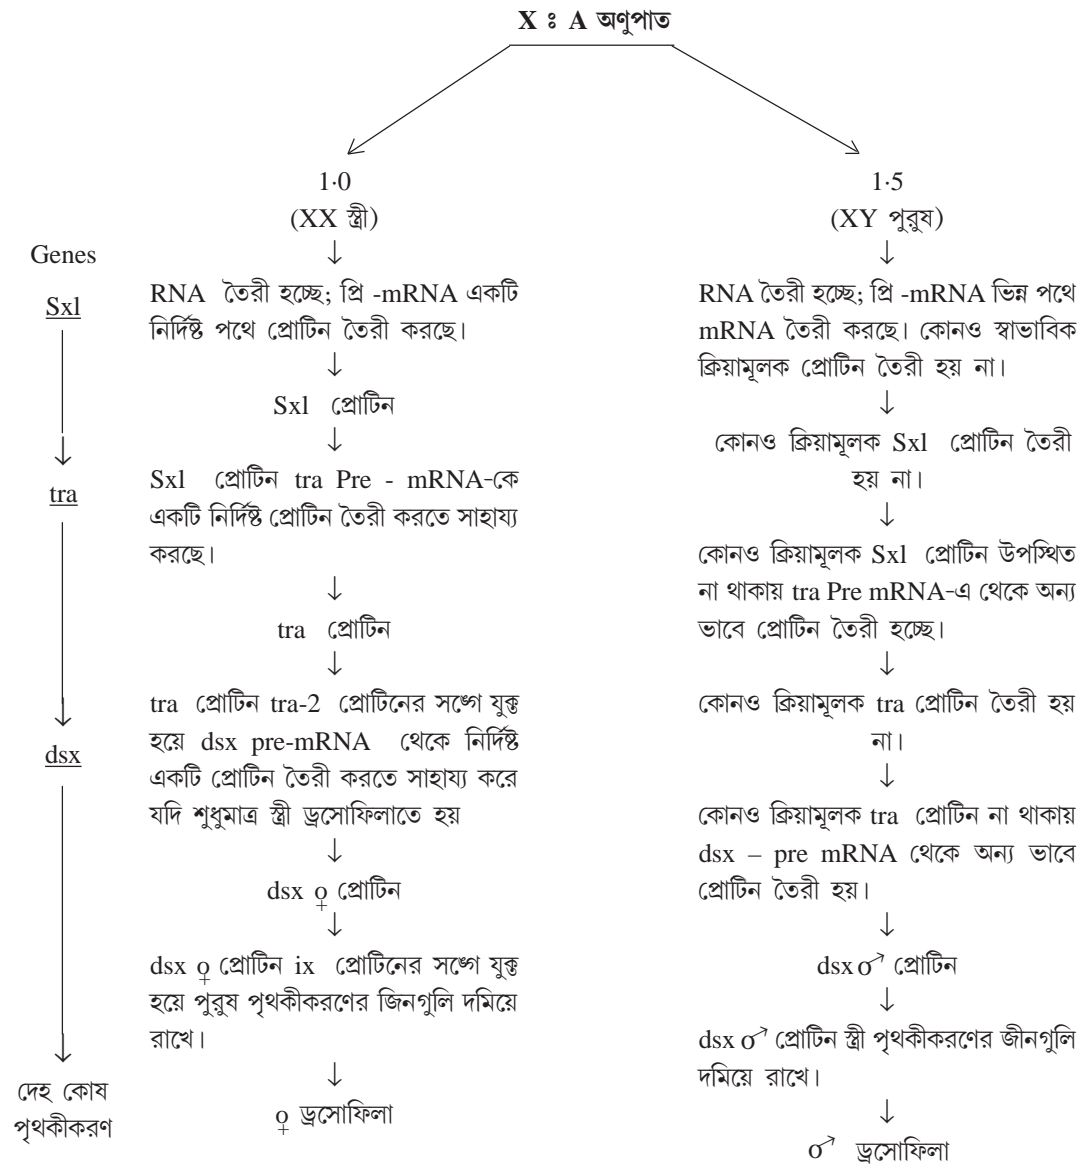 X ঃ A অণুপাত
1·0
(XX স্ত্রী)
1·5
(XY পুরুষ)
Genes
Sxl
tra
dsx
দেহ কোষ
পৃথকীকরণ
RNA তৈরী হচ্ছে; প্রি -mRNA একটি
নির্দিষ্ট পথে প্রোটিন তৈরী করছে।
Sxl প্রোটিন
Sxl প্রোটিন tra Pre - mRNA-কে
একটি নির্দিষ্ট প্রোটিন তৈরী করতে সাহায্য
করছে।
tra প্রোটিন
tra প্রোটিন tra-2 প্রোটিনের সঙ্গে যুক্ত
হয়ে dsx pre-mRNA থেকে নির্দিষ্ট
একটি প্রোটিন তৈরী করতে সাহায্য করে
যদি শুধুমাত্র স্ত্রী ড্রসোফিলাতে হয়
dsx ♀ প্রোটিন
dsx ♀ প্রোটিন ix প্রোটিনের সঙ্গে যুক্ত
হয়ে পুরুষ পৃথকীকরণের জিনগুলি দমিয়ে
রাখে।
♀ ড্রসোফিলা
RNA তৈরী হচ্ছে; প্রি -mRNA ভিন্ন পথে
mRNA তৈরী করছে। কোনও স্বাভাবিক
ক্রিয়ামূলক প্রোটিন তৈরী হয় না।
কোনও ক্রিয়ামূলক Sxl প্রোটিন তৈরী
হয় না।
কোনও ক্রিয়ামূলক Sxl প্রোটিন উপস্থিত
না থাকায় tra Pre mRNA-এ থেকে অন্য
ভাবে প্রোটিন তৈরী হচ্ছে।
কোনও ক্রিয়ামূলক tra প্রোটিন তৈরী হয়
না।
কোনও ক্রিয়ামূলক tra প্রোটিন না থাকায়
dsx – pre mRNA থেকে অন্য ভাবে
প্রোটিন তৈরী হয়।
dsx ♂ প্রোটিন
dsx ♂ প্রোটিন স্ত্রী পৃথকীকরণের জীনগুলি
দমিয়ে রাখে।
♂ ড্রসোফিলা